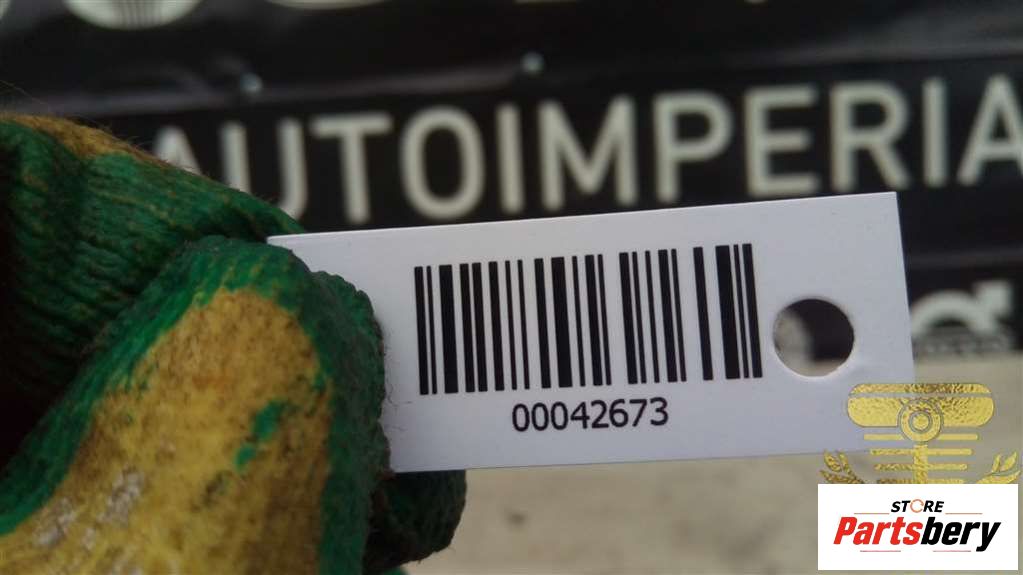 AUTOIMPERIA
00042673
STORE
Partsbery